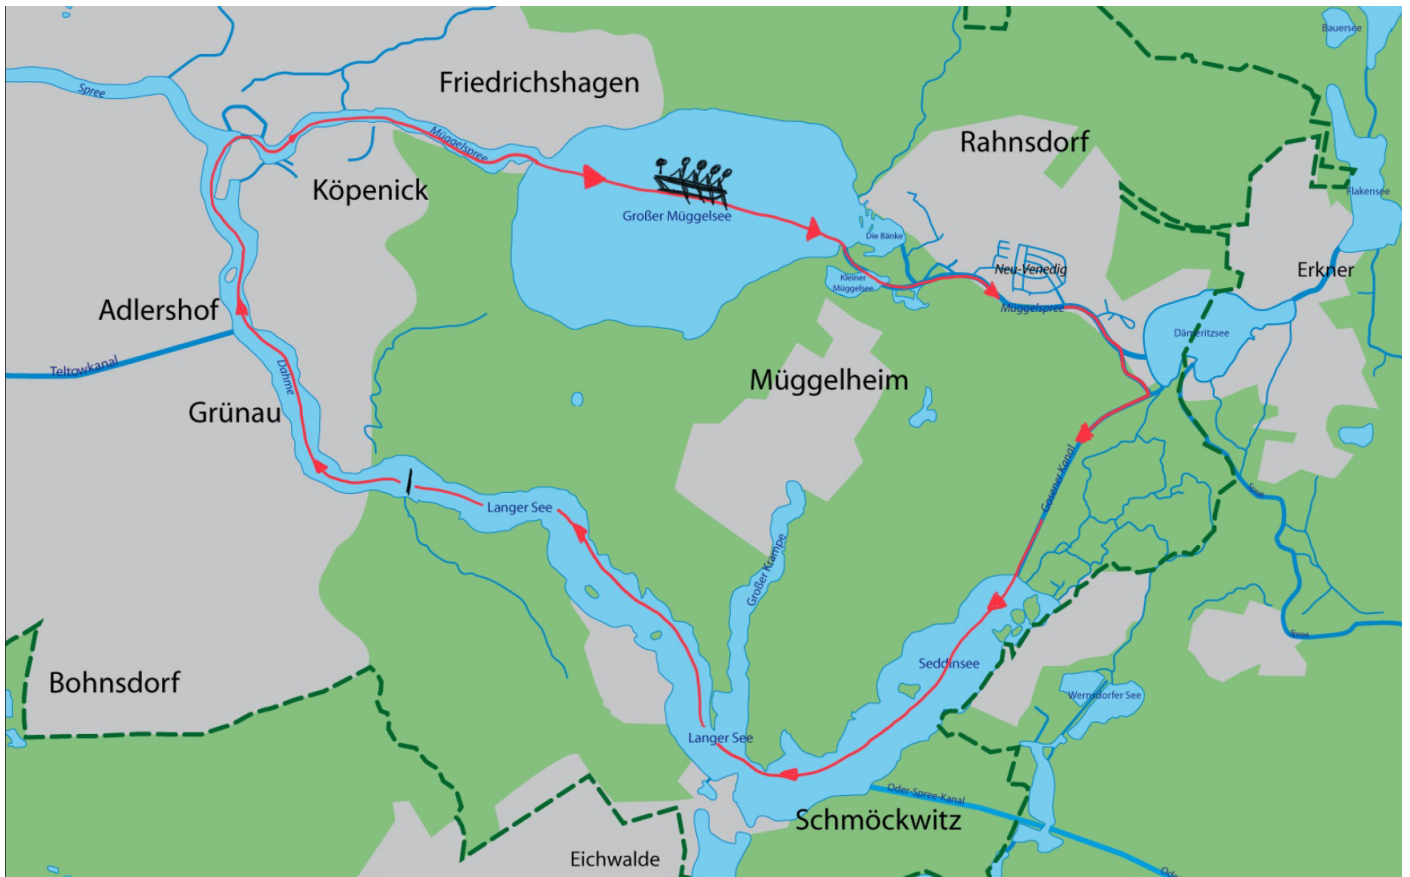 Bauersee
Friedrichshagen
Spree
Müggelspree
Rahnsdorf
Köpenick
Flakensee
Großer Müggelsee
Die Bänke
Erkner
Neu-Venedig
Kleiner
Müggelsee
Adlershof
Müggelspree
Dämeritzsee
Teltowkanal
Dahme
Müggelheim
Grünau
Gosener Kanal
Spree
Langer See
Großer Krampe
Spree
Seddinsee
Bohnsdorf
Wernsdorfer See
Langer See
Oder-Spree-Kanal
Schmöckwitz
Eichwalde
Oder-